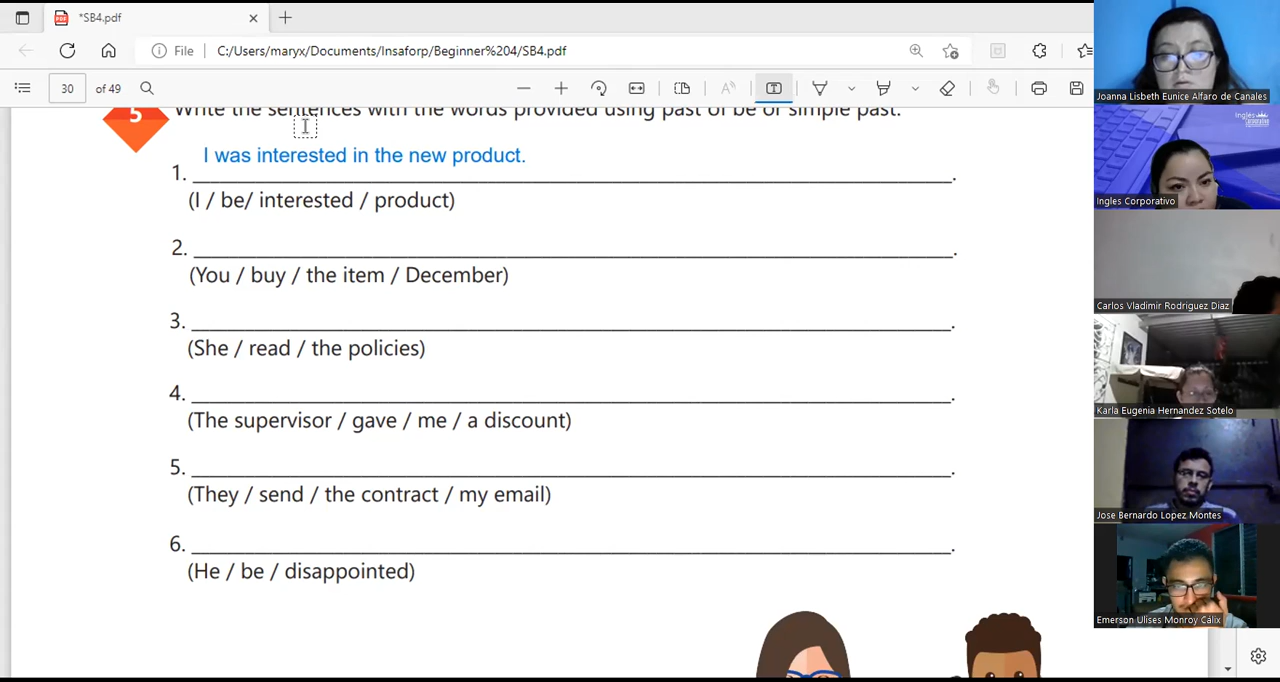 *SB4.pdf
File
C:/Users/maryx/Documents/Insaforp/Beginner%204/SB4.pdf
30 of 49
5 Write the sentences with the words provided using past of be or simple past.
I was interested in the new product.
1. .
(I / be/ interested / product)
2. .
(You / buy / the item / December)
3. .
(She / read / the policies)
4. .
(The supervisor / gave / me / a discount)
5. .
(They / send / the contract / my email)
6. .
(He / be / disappointed)
Joanna Lisbeth Eunice Alfaro de Canales
Inglés
Corporativo
Ingles Corporativo
Carlos Vladimir Rodriguez Diaz
Karla Eugenia Hernandez Sotelo
Jose Bernardo Lopez Montes
Emerson Ulises Monroy Cálix